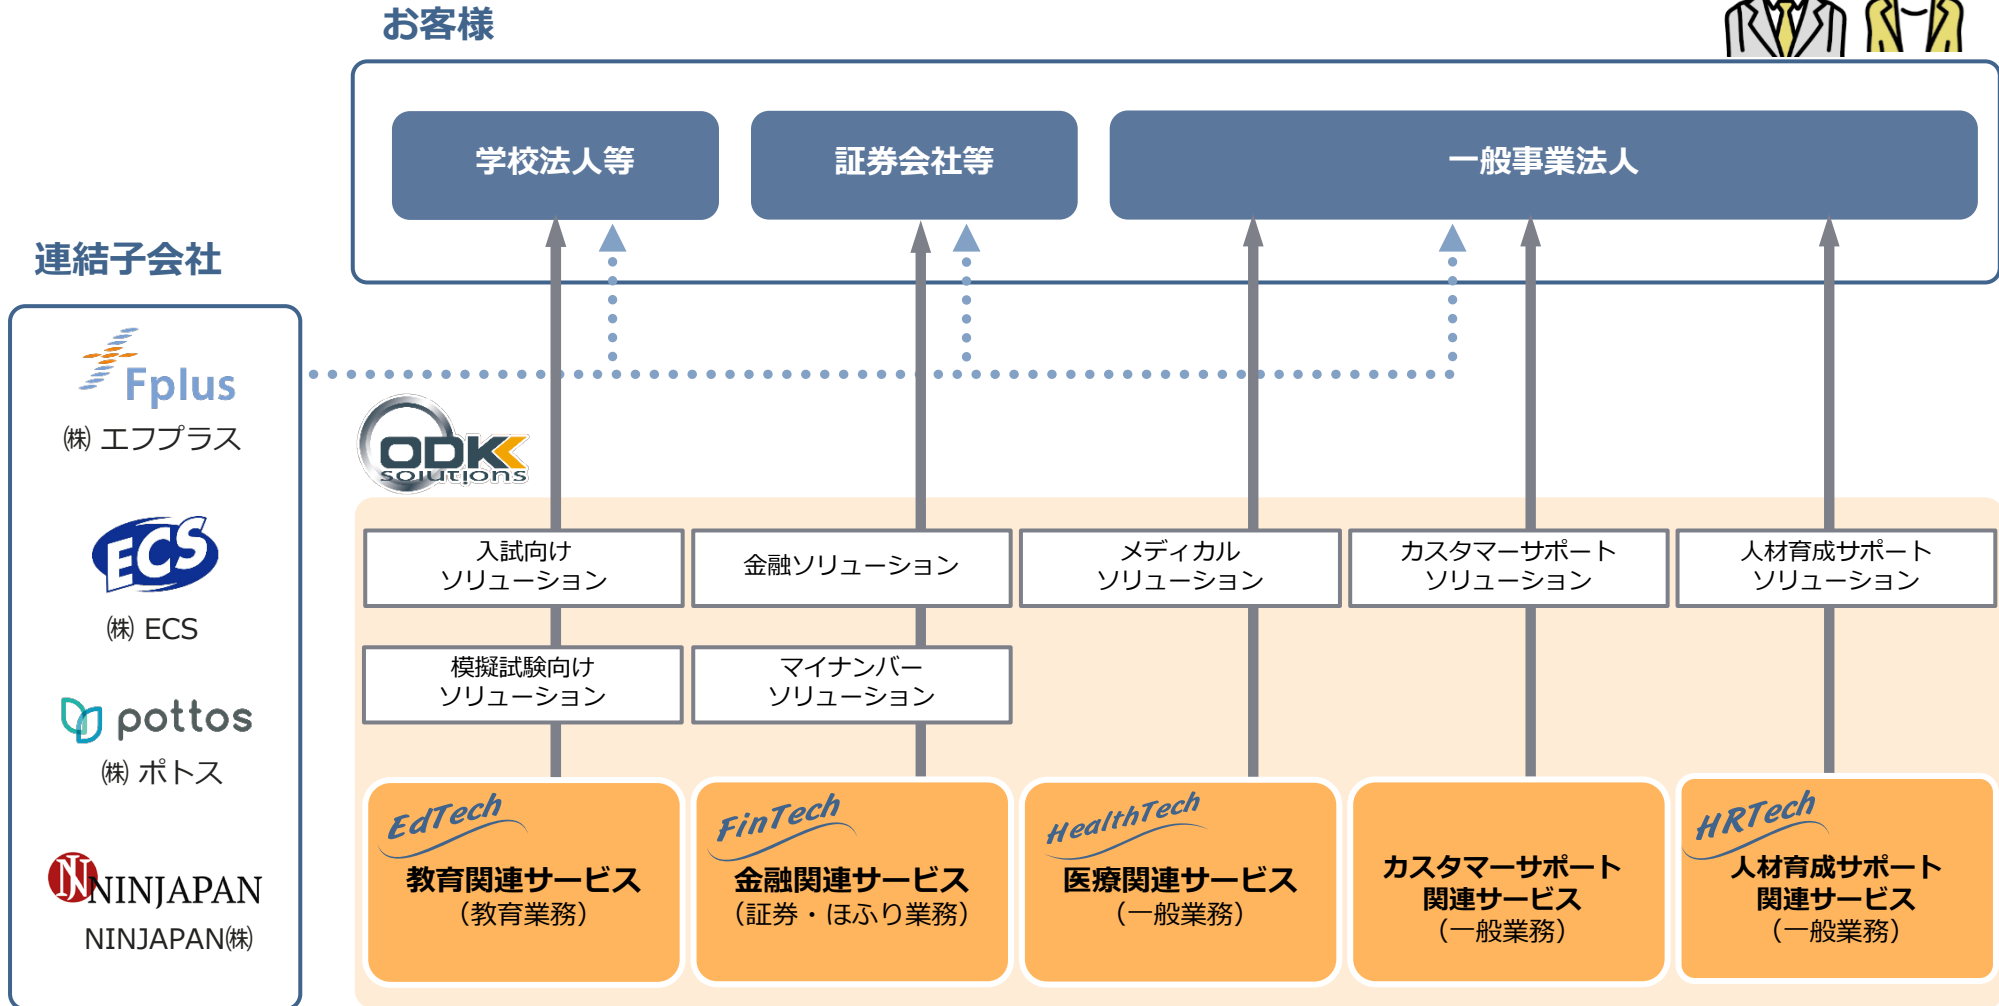 お客様
学校法人等
証券会社等
一般事業法人
連結子会社
Fplus
㈱ エフプラス
ECS
㈱ ECS
pottos
㈱ ポトス
NINJAPAN
NINJAPAN㈱
ODK
solutions
入試向け
ソリューション
金融ソリューション
メディカル
ソリューション
カスタマーサポート
ソリューション
人材育成サポート
ソリューション
模擬試験向け
ソリューション
マイナンバー
ソリューション
EdTech
教育関連サービス
（教育業務）
FinTech
金融関連サービス
（証券・ほふり業務）
HealthTech
医療関連サービス
（一般業務）
カスタマーサポート
関連サービス
（一般業務）
HRTech
人材育成サポート
関連サービス
（一般業務）